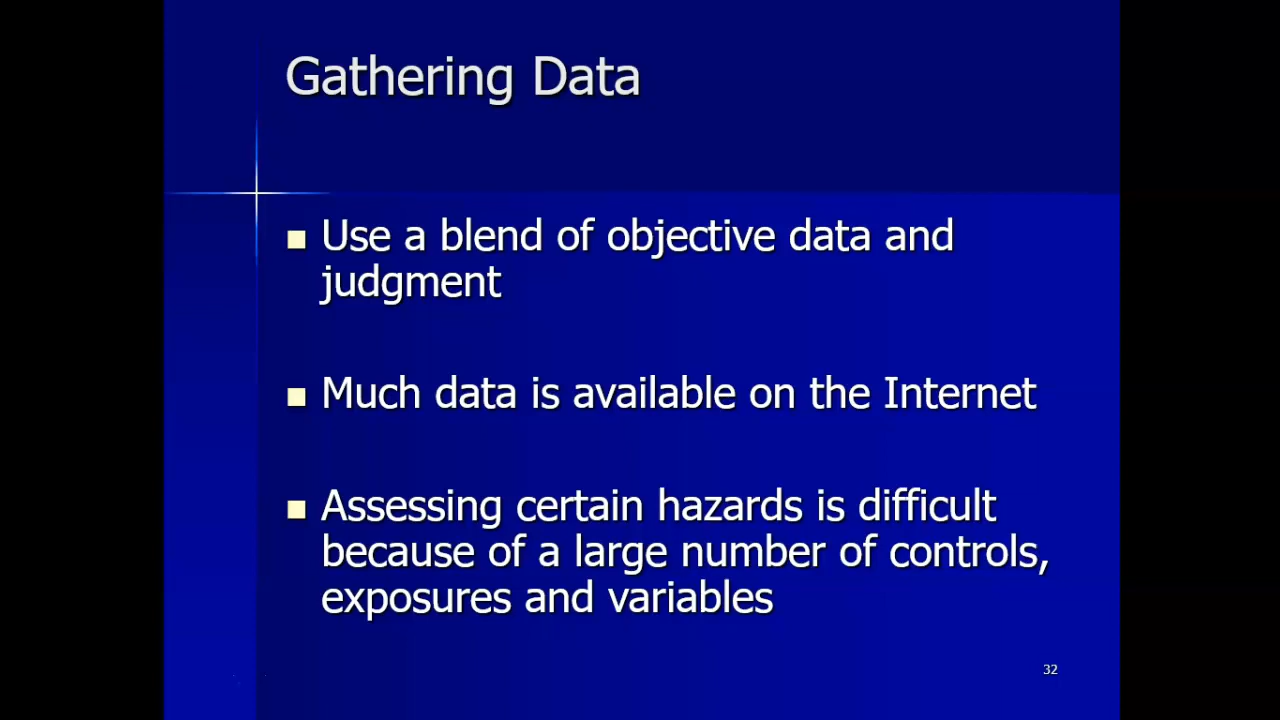 Gathering Data
Use a blend of objective data and
judgment
Much data is available on the Internet
Assessing certain hazards is difficult
because of a large number of controls,
exposures and variables
32